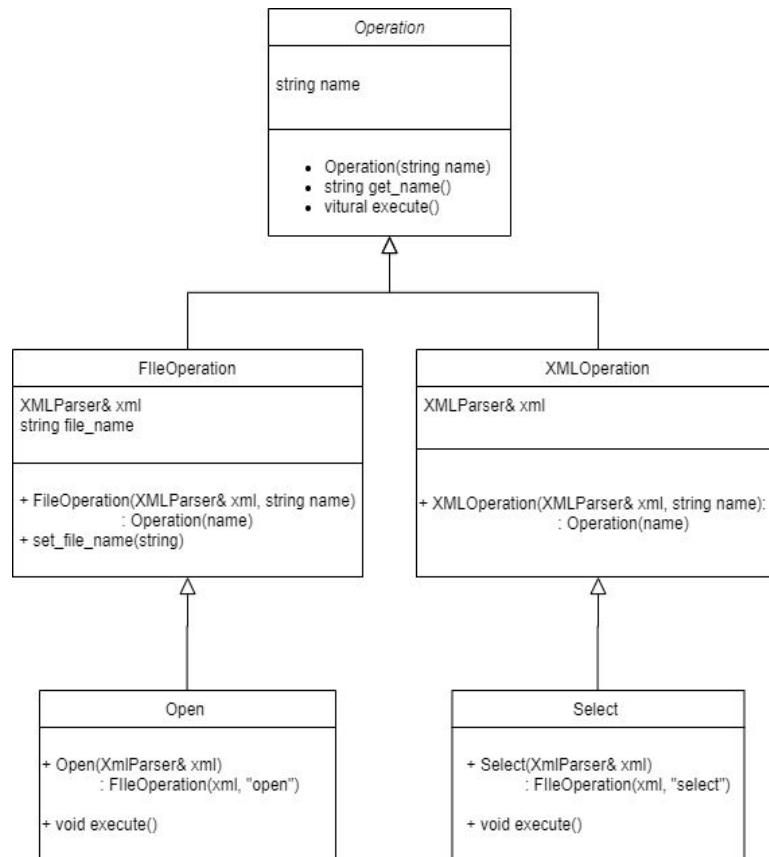 Operation
string name
• Operation(string name)
• string get_name()
• vitural execute()
FIleOperation
XMLParser& xml
string file_name
+ FileOperation(XMLParser& xml, string name)
: Operation(name)
+ set_file_name(string)
XMLOperation
XMLParser& xml
+ XMLOperation(XMLParser& xml, string name):
: Operation(name)
Open
+ Open(XmlParser& xml)
: FIleOperation(xml, "open")
+ void execute()
Select
+ Select(XmlParser& xml)
: FIleOperation(xml, "select")
+ void execute()